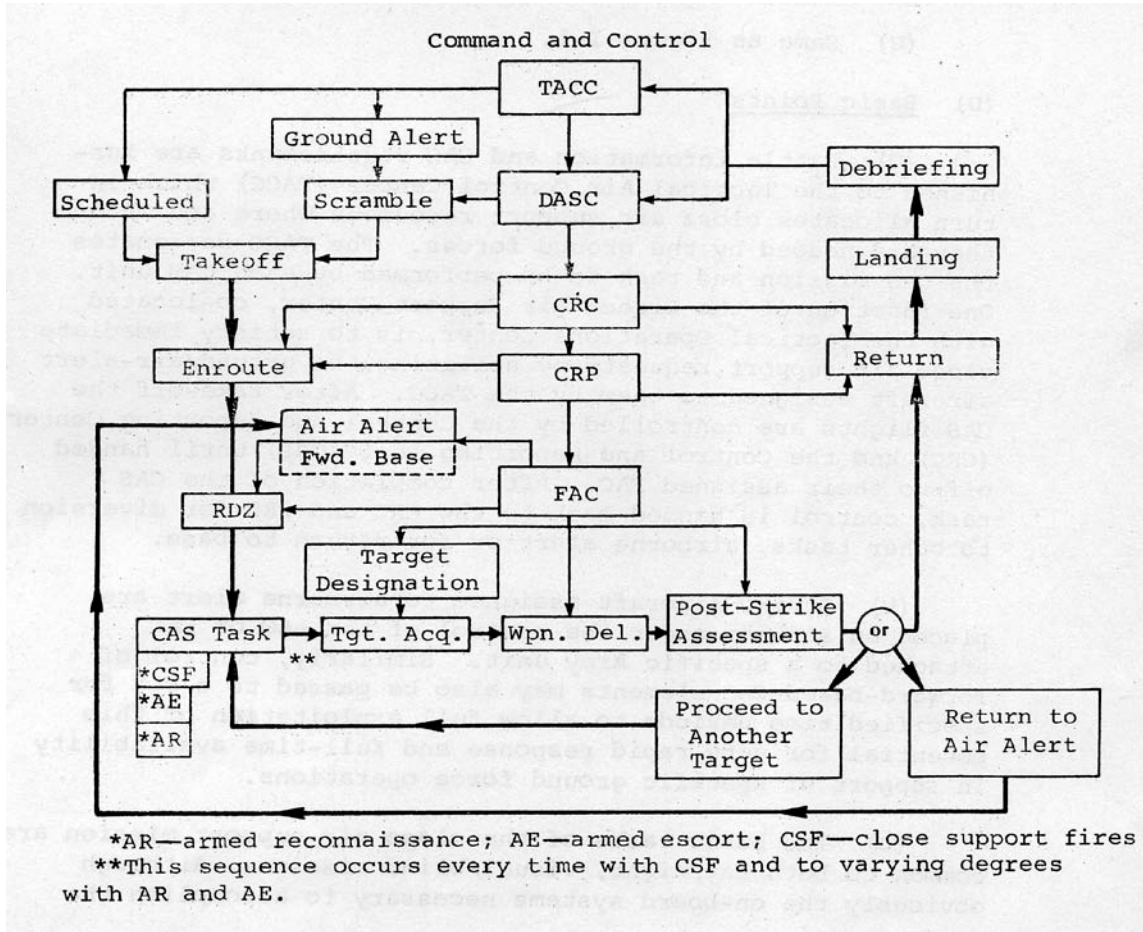 Command and Control
TACC
Ground Alert
Debriefing
Scheduled
Scramble
DASC
Takeoff
Landing
CRC
Enroute
CRP
Return
Air Alert
Fwd. Base
FAC
RDZ
Target
Designation
CAS Task
Tgt. Acq.
Wpn. Del.
Post-Strike
Assessment
or
**
*CSF
*AE
*AR
Proceed to
Another
Target
Return to
Air Alert
*AR—armed reconnaissance; AE—armed escort; CSF—close support fires
**This sequence occurs every time with CSF and to varying degrees
with AR and AE.